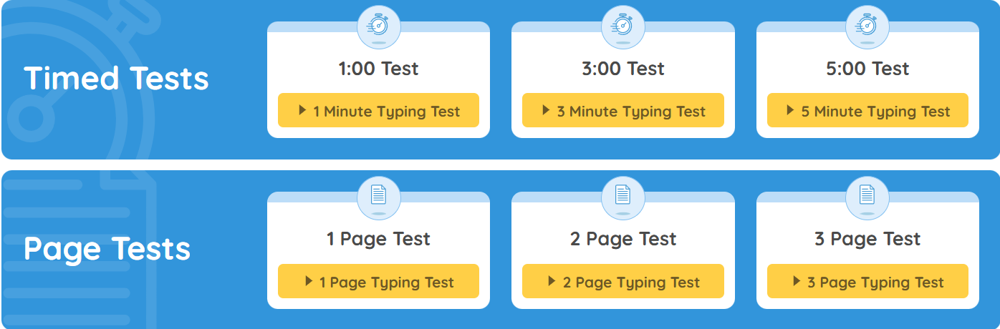 Timed Tests
1:00 Test
3:00 Test
5:00 Test
1 Minute Typing Test
3 Minute Typing Test
5 Minute Typing Test
Page Tests
1 Page Test
2 Page Test
3 Page Test
1 Page Typing Test
2 Page Typing Test
3 Page Typing Test